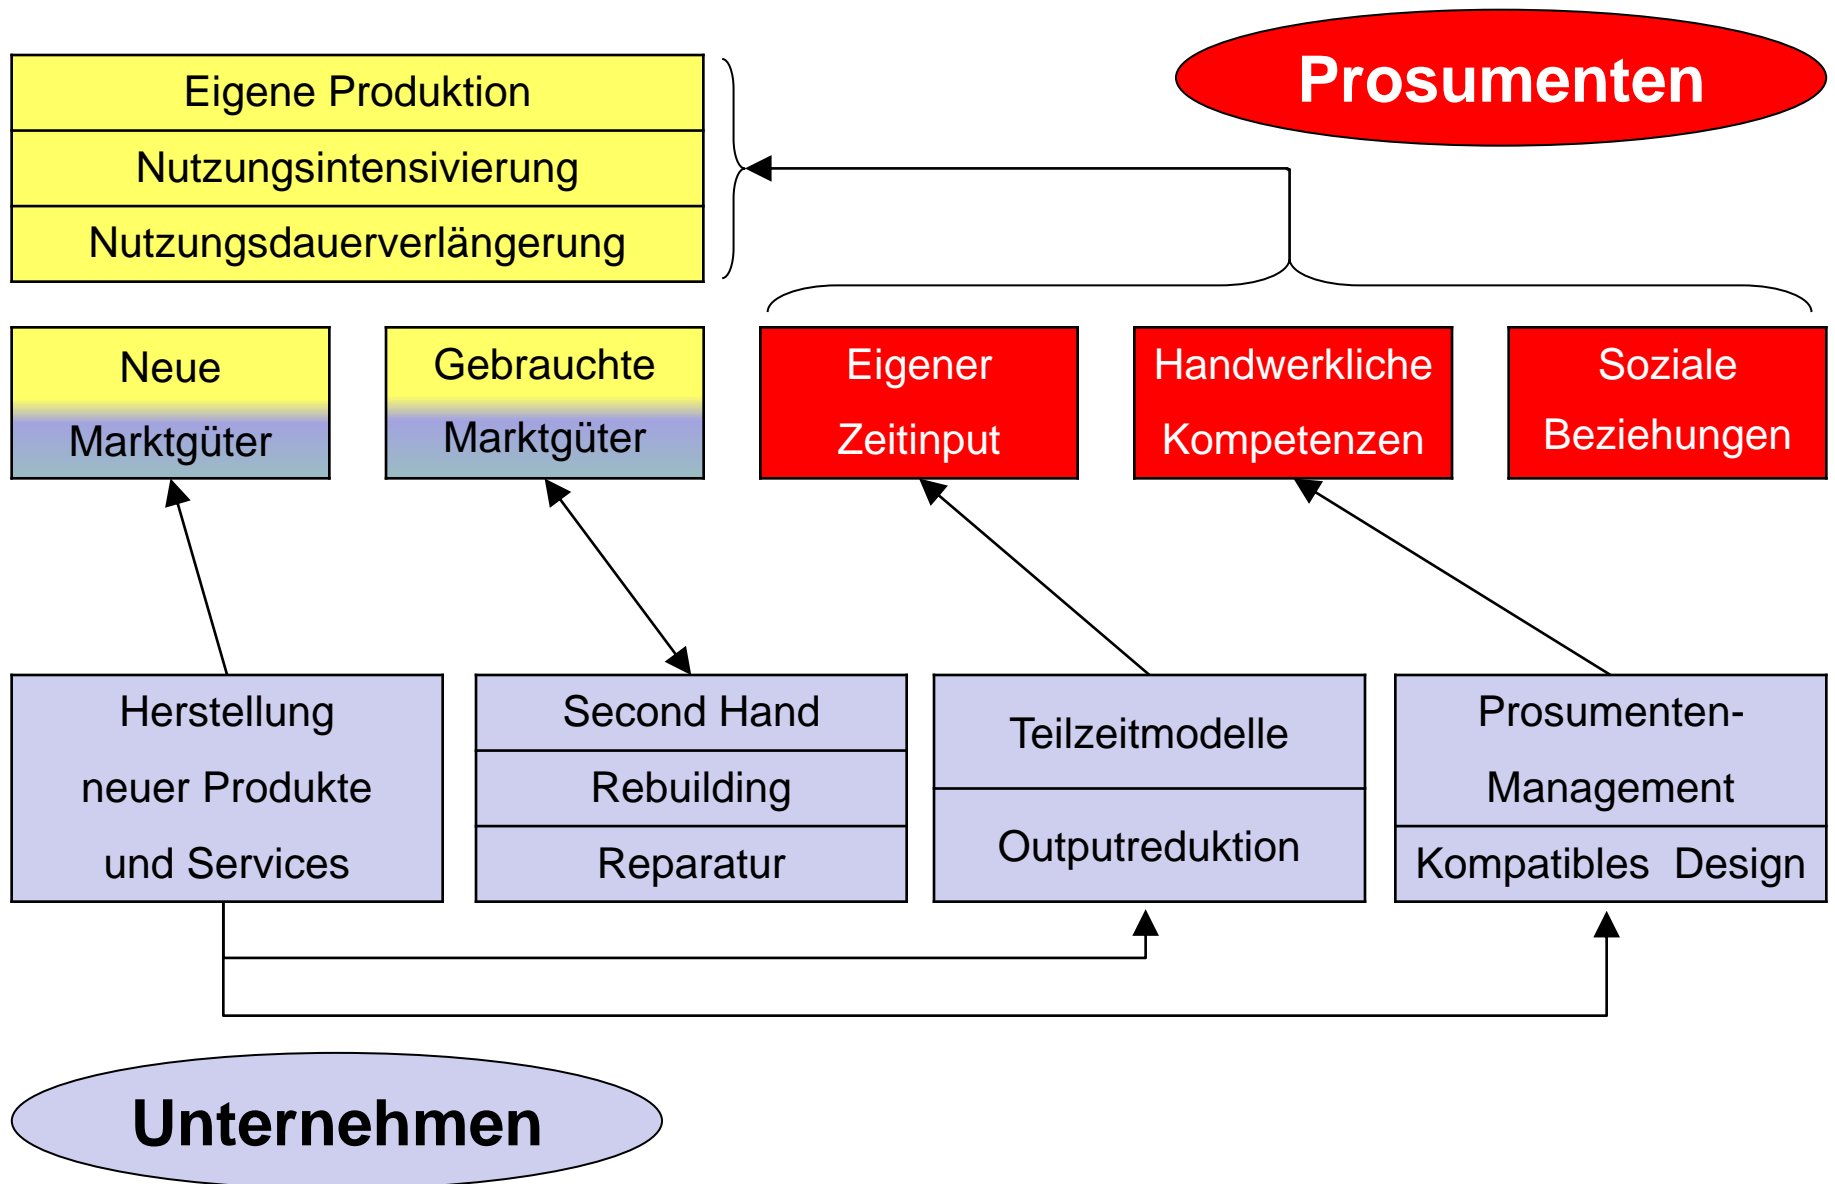 Prosumenten
Eigene Produktion
Nutzungsintensivierung
Nutzungsdauerverlängerung
Neue
Marktgüter
Gebrauchte
Marktgüter
Eigener
Zeitinput
Handwerkliche
Kompetenzen
Soziale
Beziehungen
Herstellung
neuer Produkte
und Services
Second Hand
Rebuilding
Reparatur
Teilzeitmodelle
Outputreduktion
Prosumenten-
Management
Kompatibles Design
Unternehmen